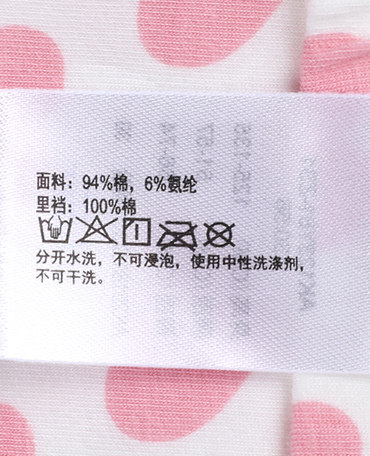 面料：94%棉，6%氨纶
里裆：100%棉
分开水洗，不可浸泡，使用中性洗涤剂，
不可干洗。